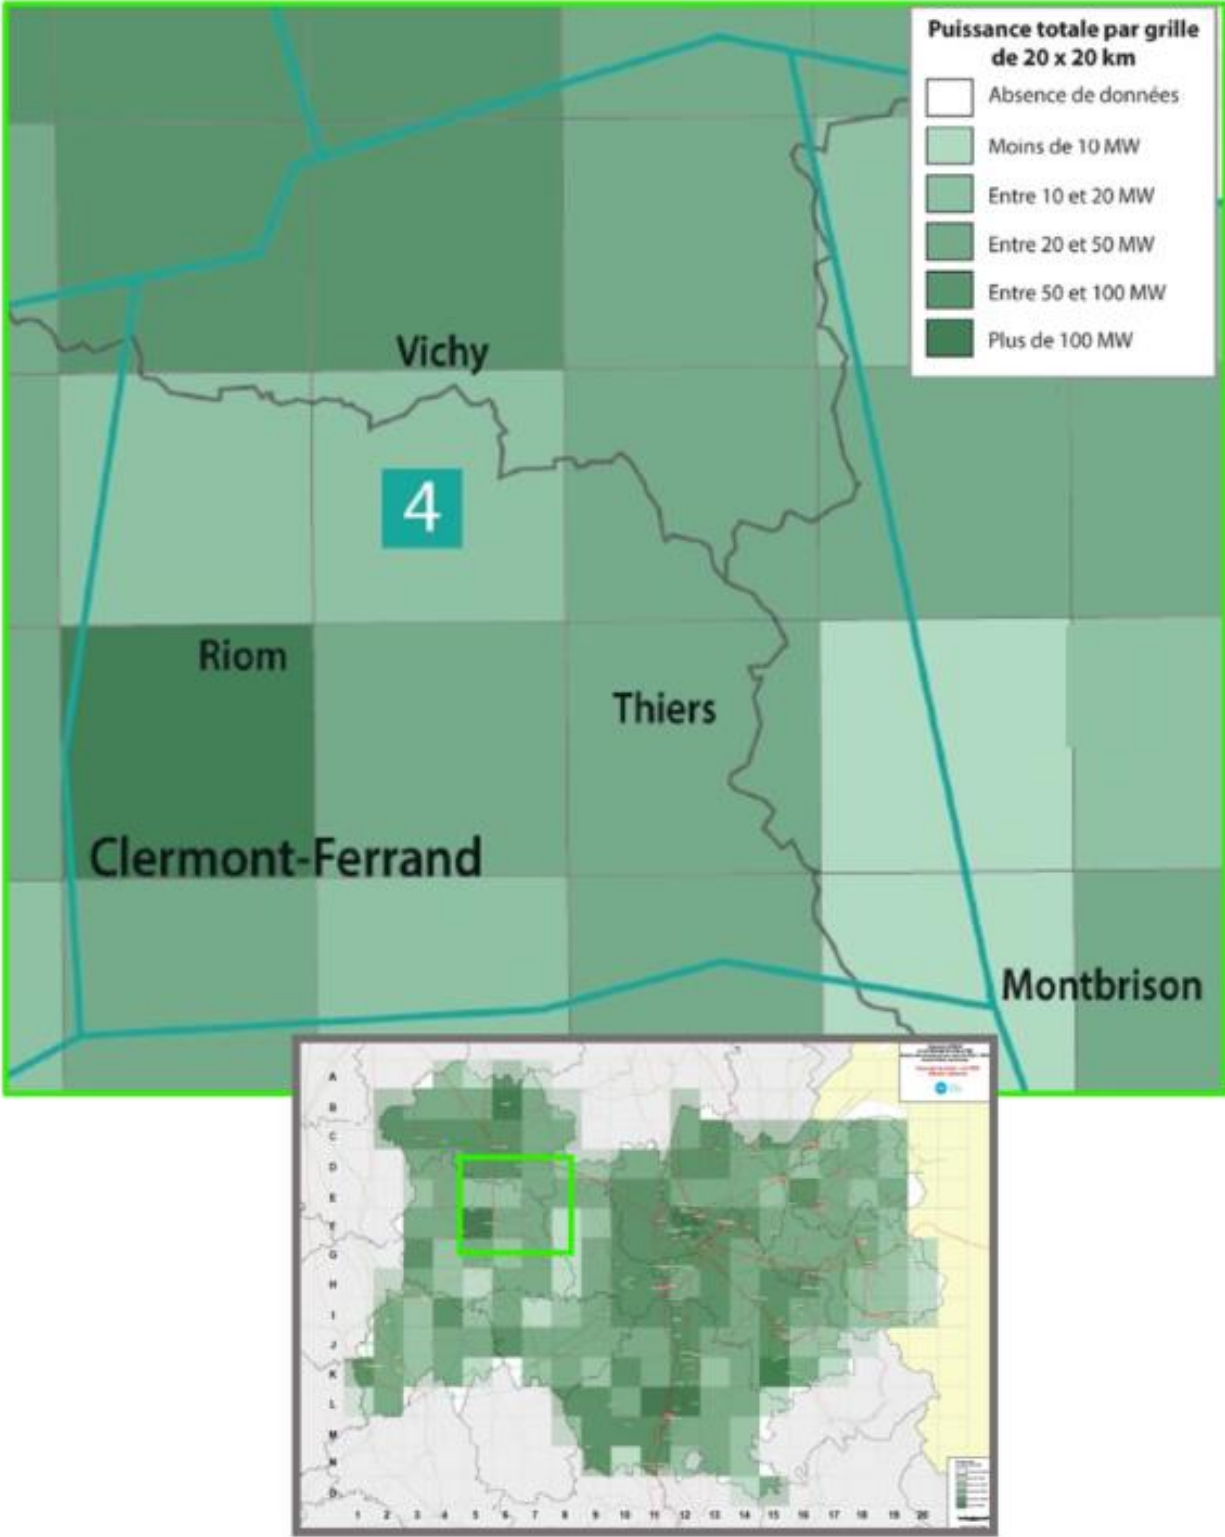 Puissance totale par grille
de 20 x 20 km
Absence de données
Moins de 10 MW
Entre 10 et 20 MW
Entre 20 et 50 MW
Entre 50 et 100 MW
Plus de 100 MW
Vichy
4
Riom
Thiers
Clermont-Ferrand
Montbrison
A
B
C
D
E
F
G
H
I
J
K
L
M
N
O
1 2 3 4 5 6 7 8 9 10 11 12 13 14 15 16 17 18 19 20